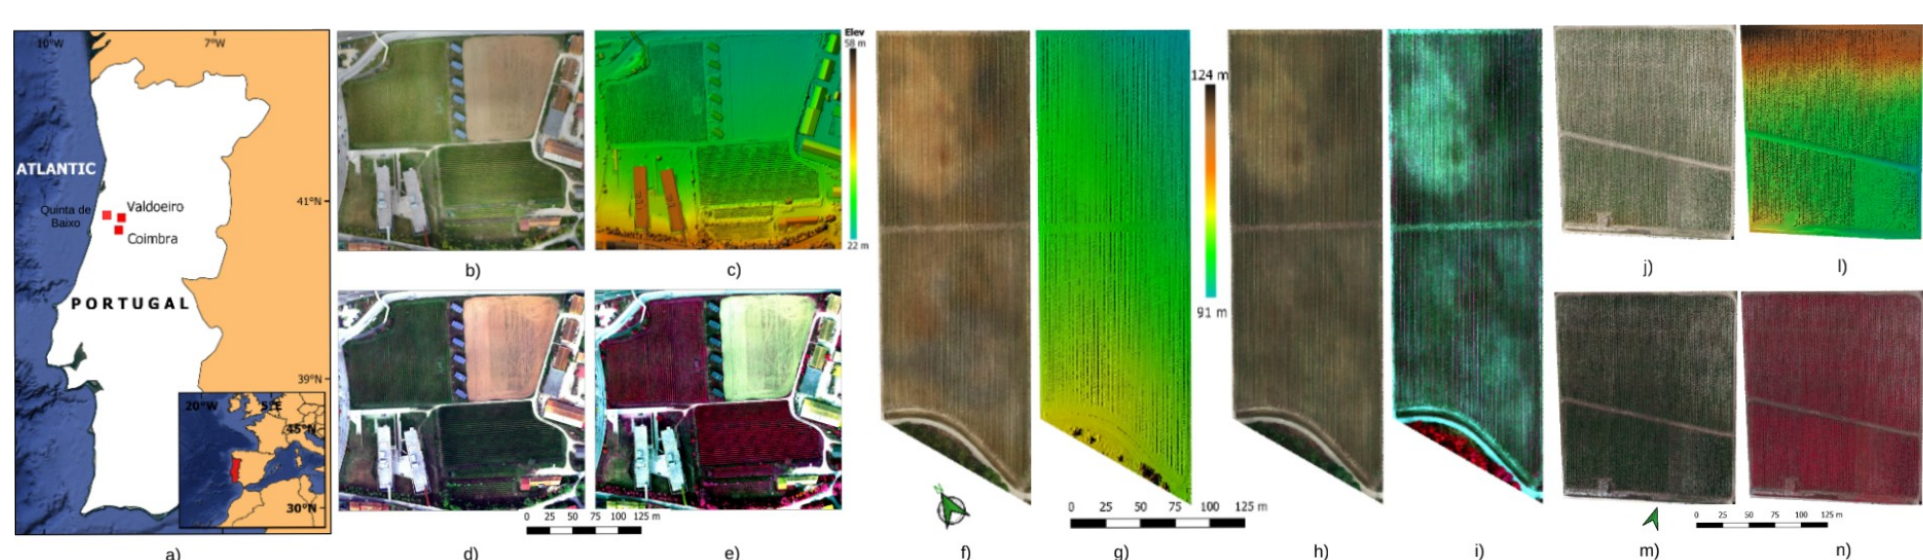 10°W
7°W
ATLANTIC
Quinta de
Baixo
Valdoeiro
Coimbra
41°N
PORTUGAL
39°N
20°W
5°E
45°N
30°N
a)
b)
Elev
58 m
22 m
c)
d)
0 25 50 75 100 125 m
e)
f)
124 m
91 m
0 25 50 75 100 125 m
g)
h)
i)
j)
l)
m)
0 25 50 75 100 125 m
n)